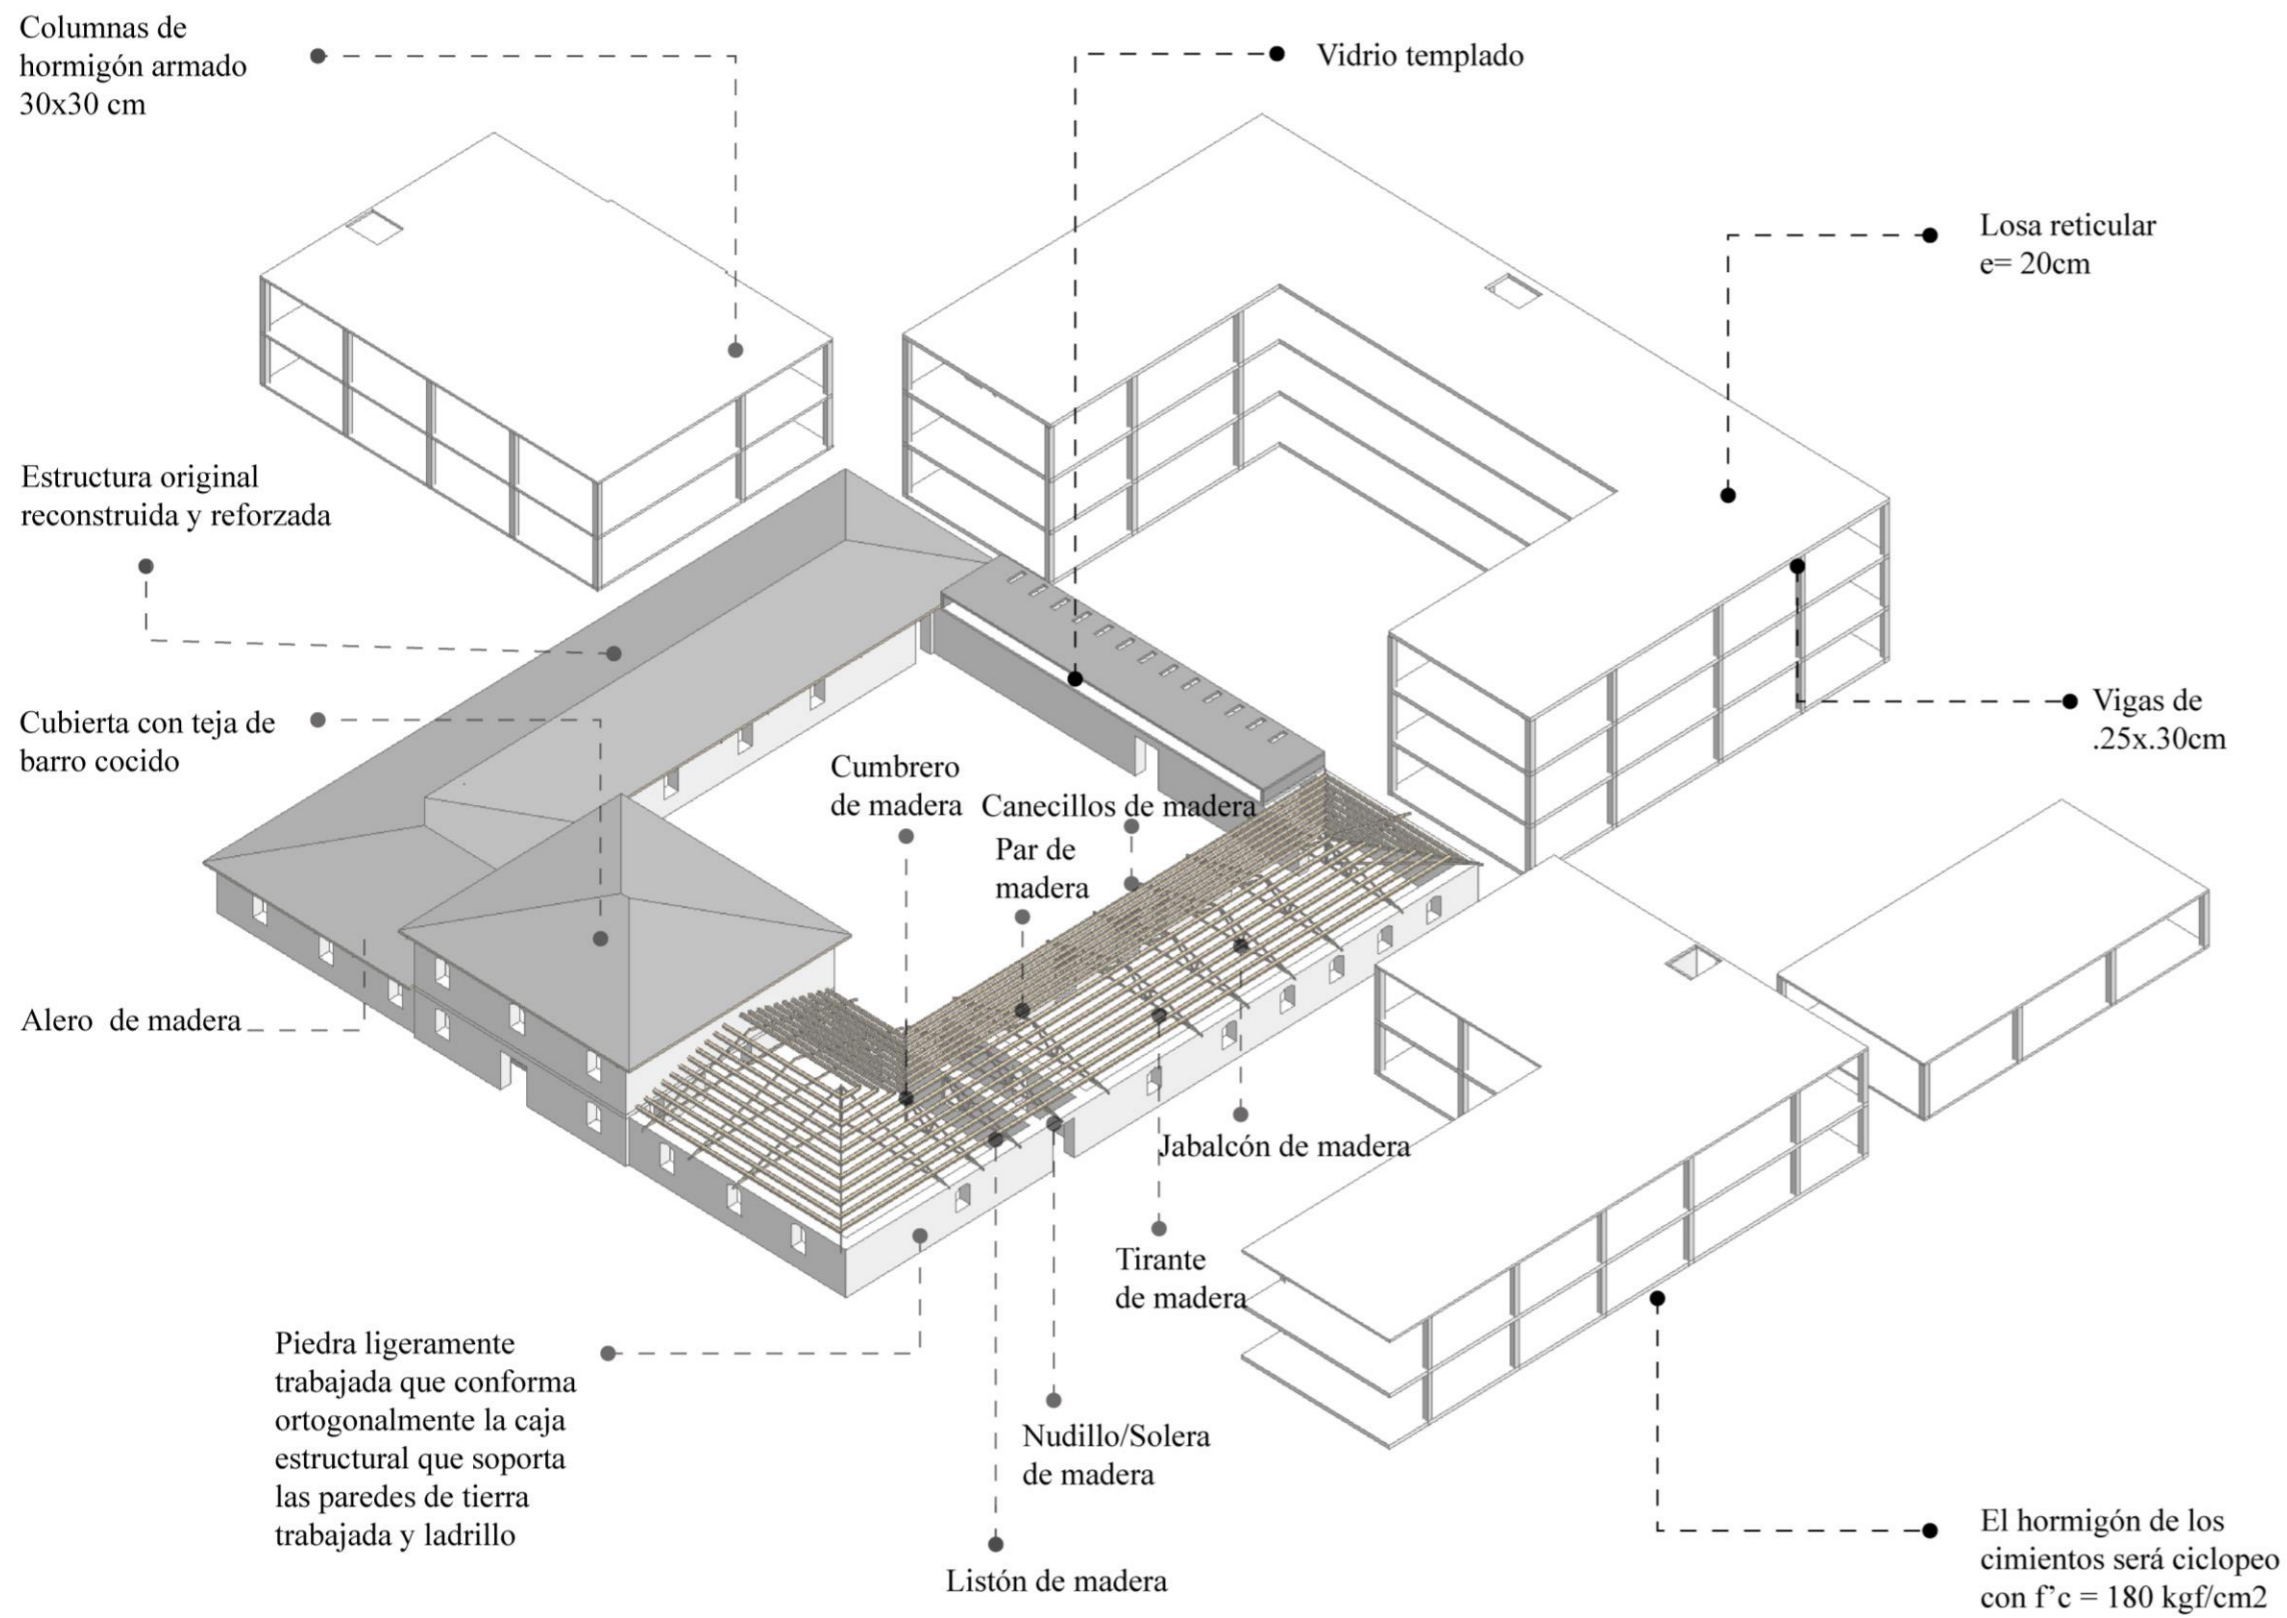 Columnas de
hormigón armado
30x30 cm
Vidrio templado
Losa reticular
e= 20cm
Estructura original
reconstruida y reforzada
Vigas de
.25x.30cm
Cubierta con teja de
barro cocido
Cumbrero
de madera
Canecillos de madera
Par de
madera
Alero de madera
Jabalcón de madera
Tirante
de madera
Piedra ligeramente
trabajada que conforma
ortogonalmente la caja
estructural que soporta
las paredes de tierra
trabajada y ladrillo
Nudillo/Solera
de madera
Listón de madera
El hormigón de los
cimientos será ciclopeo
con f’c = 180 kgf/cm2